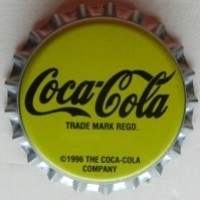 Coca-Cola
TRADE MARK REGD.
©1996 THE COCA-COLA
COMPANY